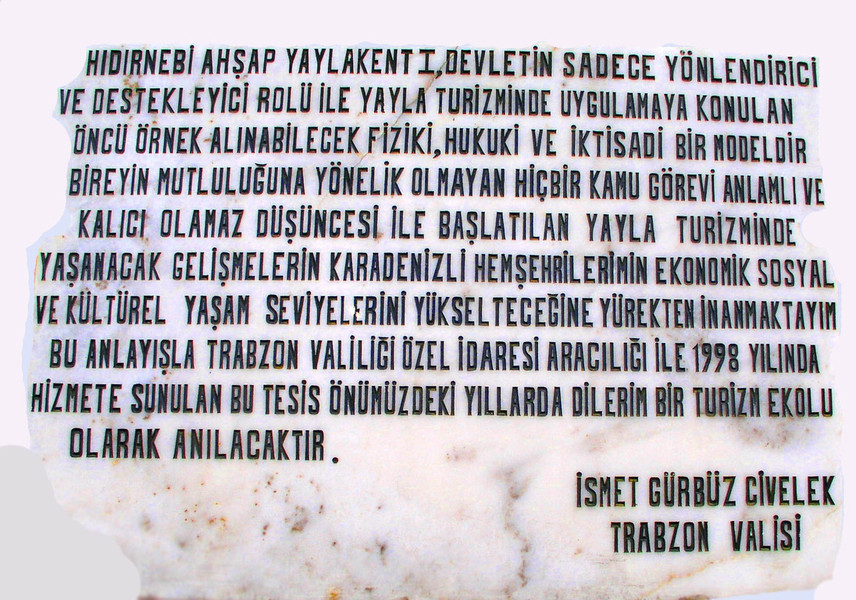 HIDIRNEBİ AHŞAP YAYLAKENT I, DEVLETİN SADECE YÖNLENDİRİCİ
VE DESTEKLEYİCİ ROLÜ İLE YAYLA TURİZMİNDE UYGULAMAYA KONULAN
ÖNCÜ ÖRNEK ALINABİLECEK FİZİKİ, HUKUKİ VE İKTİSADİ BİR MODELDİR
BİREYİN MUTLULUĞUNA YÖNELİK OLMAYAN HİÇBİR KAMU GÖREVİ ANLAMLI VE
KALICI OLAMAZ DÜŞÜNCESİ İLE BAŞLATILAN YAYLA TURİZMİNDE
YAŞANACAK GELİŞMELERİN KARADENİZLİ HEMŞEHRİLERİMİN EKONOMİK SOSYAL
VE KÜLTÜREL YAŞAM SEVİYELERİNİ YÜKSELTECEĞİNE YÜREKTEN İNANMAKTAYIM
BU ANLAYIŞLA TRABZON VALİLİĞİ ÖZEL İDARESİ ARACILIĞI İLE 1998 YILINDA
HİZMETE SUNULAN BU TESİS ÖNÜMÜZDEKİ YILLARDA DİLERİM BİR TURİZM EKOLU
OLARAK ANILACAKTIR.
İSMET GÜRBÜZ CİVELEK
TRABZON VALİSİ